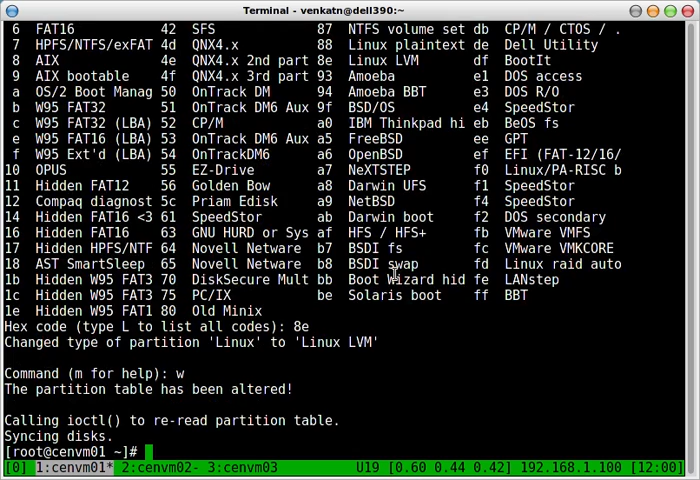 Terminal - venkatn@dell390:~
6 FAT16 42 SFS 87 NTFS volume set db CP/M / CTOS / .
7 HPFS/NTFS/exFAT 4d QNX4.x 88 Linux plaintext de Dell Utility
8 AIX 4e QNX4.x 2nd part 8e Linux LVM df BootIt
9 AIX bootable 4f QNX4.x 3rd part 93 Amoeba e1 DOS access
a OS/2 Boot Manag 50 OnTrack DM 94 Amoeba BBT e3 DOS R/O
b W95 FAT32 51 OnTrack DM6 Aux 9f BSD/OS e4 SpeedStor
c W95 FAT32 (LBA) 52 CP/M a0 IBM Thinkpad hi eb BeOS fs
e W95 FAT16 (LBA) 53 OnTrack DM6 Aux a5 FreeBSD ee GPT
f W95 Ext'd (LBA) 54 OnTrackDM6 a6 OpenBSD ef EFI (FAT-12/16/
10 OPUS 55 EZ-Drive a7 NeXTSTEP f0 Linux/PA-RISC b
11 Hidden FAT12 56 Golden Bow a8 Darwin UFS f1 SpeedStor
12 Compaq diagnost 5c Priam Edisk a9 NetBSD f4 SpeedStor
14 Hidden FAT16 <3 61 SpeedStor ab Darwin boot f2 DOS secondary
16 Hidden FAT16 63 GNU HURD or Sys af HFS / HFS+ fb VMware VMFS
17 Hidden HPFS/NTF 64 Novell Netware b7 BSDI fs fc VMware VMKCORE
18 AST SmartSleep 65 Novell Netware b8 BSDI swap fd Linux raid auto
1b Hidden W95 FAT3 70 DiskSecure Mult bb Boot Wizard hid fe LANstep
1c Hidden W95 FAT3 75 PC/IX be Solaris boot ff BBT
1e Hidden W95 FAT1 80 Old Minix
Hex code (type L to list all codes): 8e
Changed type of partition 'Linux' to 'Linux LVM'
Command (m for help): w
The partition table has been altered!
Calling ioctl() to re-read partition table.
Syncing disks.
[root@cenvm01 ~]#
[0] 1:cenvm01* 2:cenvm02- 3:cenvm03 U19 [0.60 0.44 0.42] 192.168.1.100 [12:00]